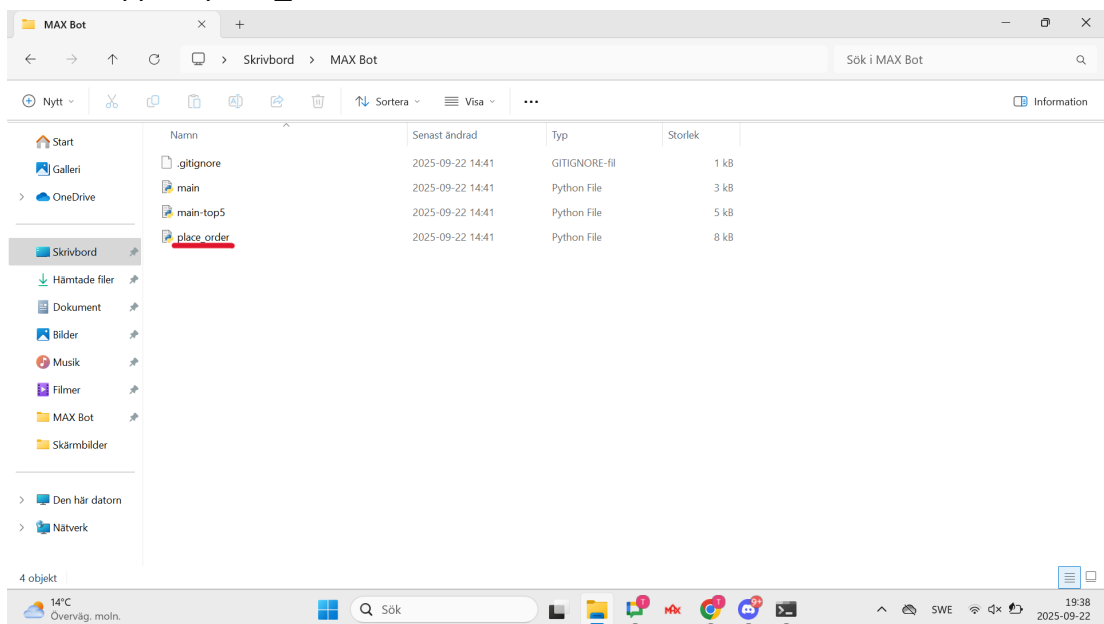 MAX Bot
Skrivbord > MAX Bot
Sök i MAX Bot
Nytt
Sortera
Visa
Information
Namn
Senast ändrad
Typ
Storlek
.gitignore 2025-09-22 14:41 GITIGNORE-fil 1 kB
main 2025-09-22 14:41 Python File 3 kB
main-top5 2025-09-22 14:41 Python File 5 kB
place_order 2025-09-22 14:41 Python File 8 kB
Start
Galleri
OneDrive
Skrivbord
Hämtade filer
Dokument
Bilder
Musik
Filmer
MAX Bot
Skärmbilder
Den här datorn
Nätverk
4 objekt
14°C
Överväg. moln.
Sök
T
MAX
T
9+
SWE
19:38
2025-09-22